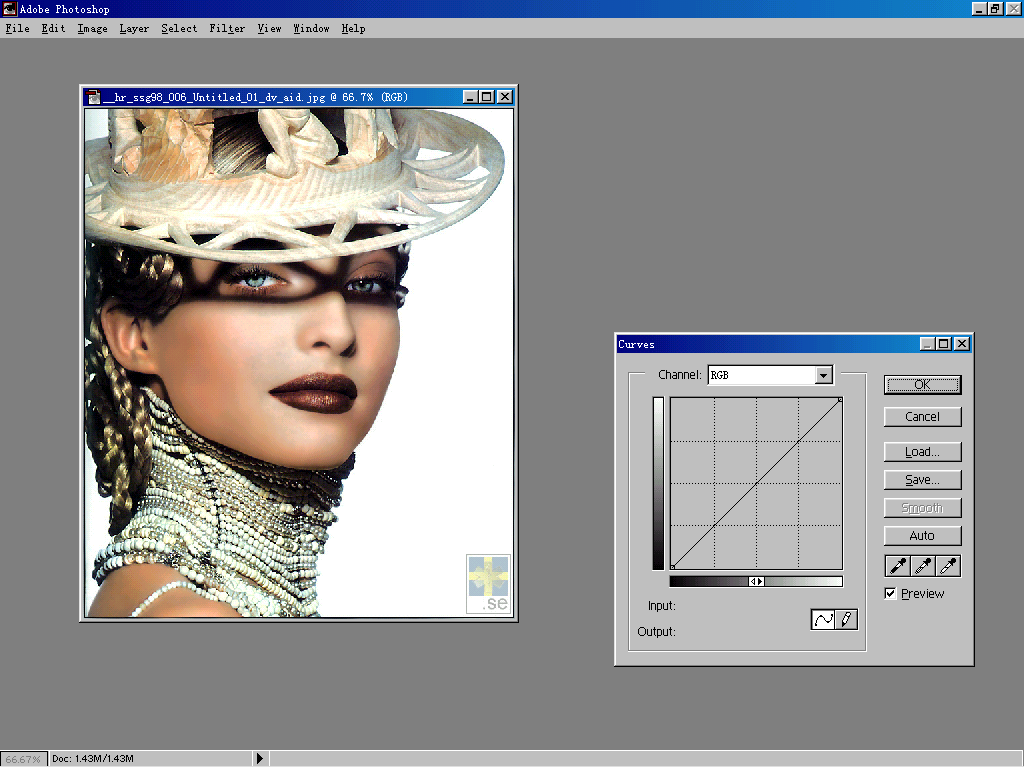 Adobe Photoshop
File Edit Image Layer Select Filter View Window Help
__hr_ssg98_006_Untitled_01_dv_aid.jpg @ 66.7% (RGB)
.se
Curves
Channel: RGB
OK
Cancel
Load...
Save...
Smooth
Auto
Preview
Input:
Output:
66.67% Doc: 1.43M/1.43M